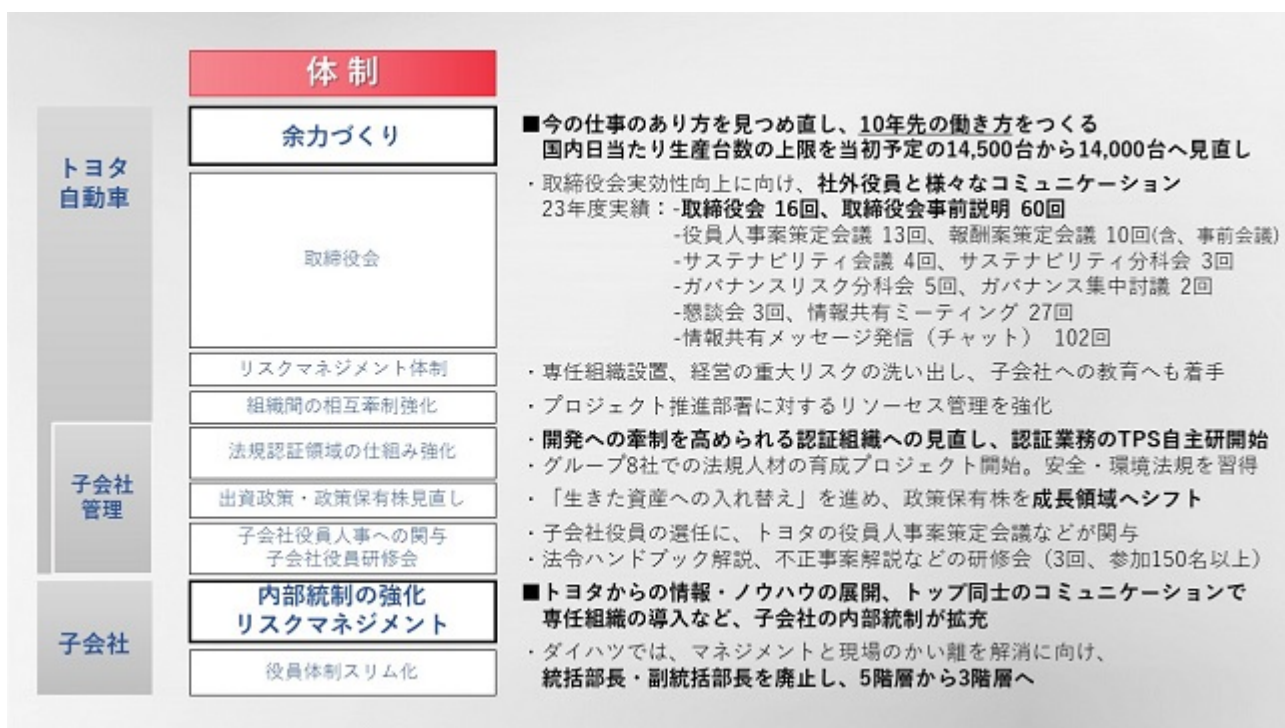 体制
トヨタ
自動車
余力づくり
■今の仕事のあり方を見つめ直し、10年先の働き方をつくる
国内日当たり生産台数の上限を当初予定の14,500台から14,000台へ見直し
取締役会
・取締役会実効性向上に向け、社外役員と様々なコミュニケーション
23年度実績：-取締役会 16回、取締役会事前説明 60回
-役員人事案策定会議 13回、報酬案策定会議 10回(含、事前会議)
-サステナビリティ会議 4回、サステナビリティ分科会 3回
-ガバナンスリスク分科会 5回、ガバナンス集中討議 2回
-懇談会 3回、情報共有ミーティング 27回
-情報共有メッセージ発信（チャット） 102回
リスクマネジメント体制
・専任組織設置、経営の重大リスクの洗い出し、子会社への教育へも着手
組織間の相互牽制強化
・プロジェクト推進部署に対するリソーセス管理を強化
子会社
管理
法規認証領域の仕組み強化
・開発への牽制を高められる認証組織への見直し、認証業務のTPS自主研開始
・グループ8社での法規人材の育成プロジェクト開始。安全・環境法規を習得
出資政策・政策保有株見直し
・「生きた資産への入れ替え」を進め、政策保有株を成長領域へシフト
子会社役員人事への関与
子会社役員研修会
・子会社役員の選任に、トヨタの役員人事案策定会議などが関与
・法令ハンドブック解説、不正事案解説などの研修会（3回、参加150名以上）
子会社
内部統制の強化
リスクマネジメント
■トヨタからの情報・ノウハウの展開、トップ同士のコミュニケーションで
専任組織の導入など、子会社の内部統制が拡充
役員体制スリム化
・ダイハツでは、マネジメントと現場のかい離を解消に向け、
統括部長・副統括部長を廃止し、5階層から3階層へ